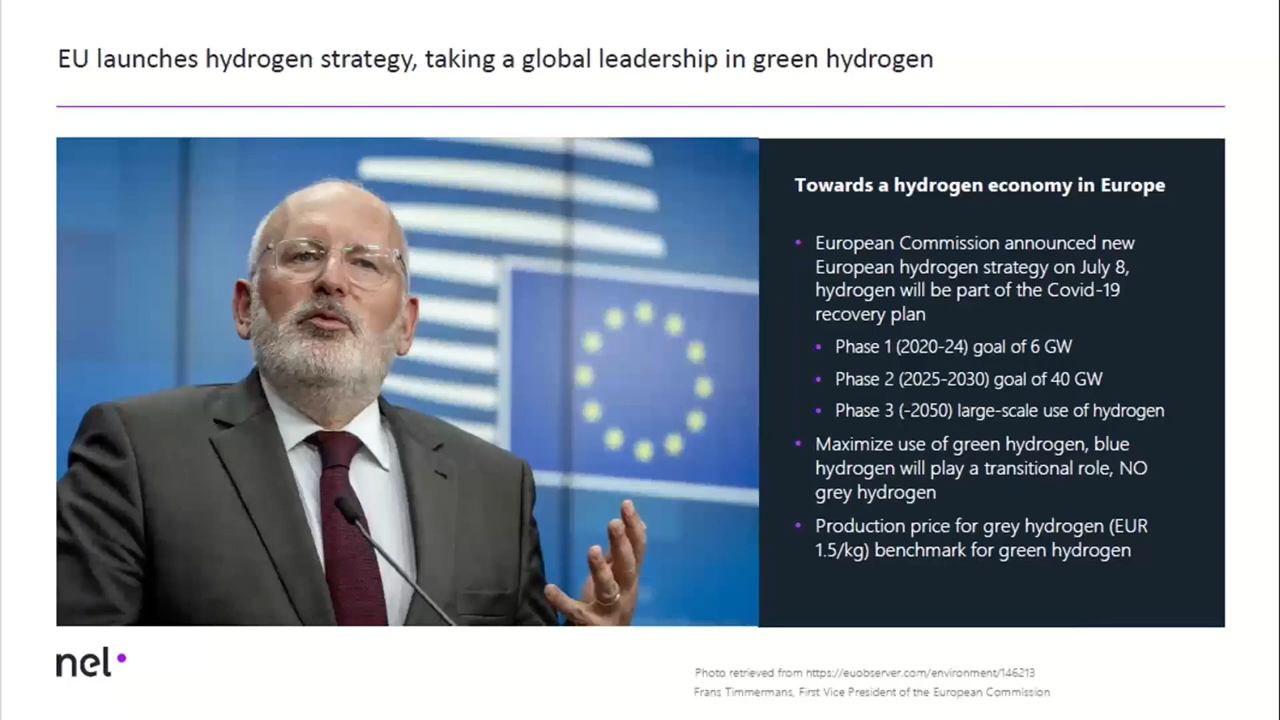 EU launches hydrogen strategy, taking a global leadership in green hydrogen
Towards a hydrogen economy in Europe
• European Commission announced new
European hydrogen strategy on July 8,
hydrogen will be part of the Covid-19
recovery plan
• Phase 1 (2020-24) goal of 6 GW
• Phase 2 (2025-2030) goal of 40 GW
• Phase 3 (-2050) large-scale use of hydrogen
• Maximize use of green hydrogen, blue
hydrogen will play a transitional role, NO
grey hydrogen
• Production price for grey hydrogen (EUR
1.5/kg) benchmark for green hydrogen
nel
Photo retrieved from https://euobserver.com/environment/146213
Frans Timmermans, First Vice President of the European Commission